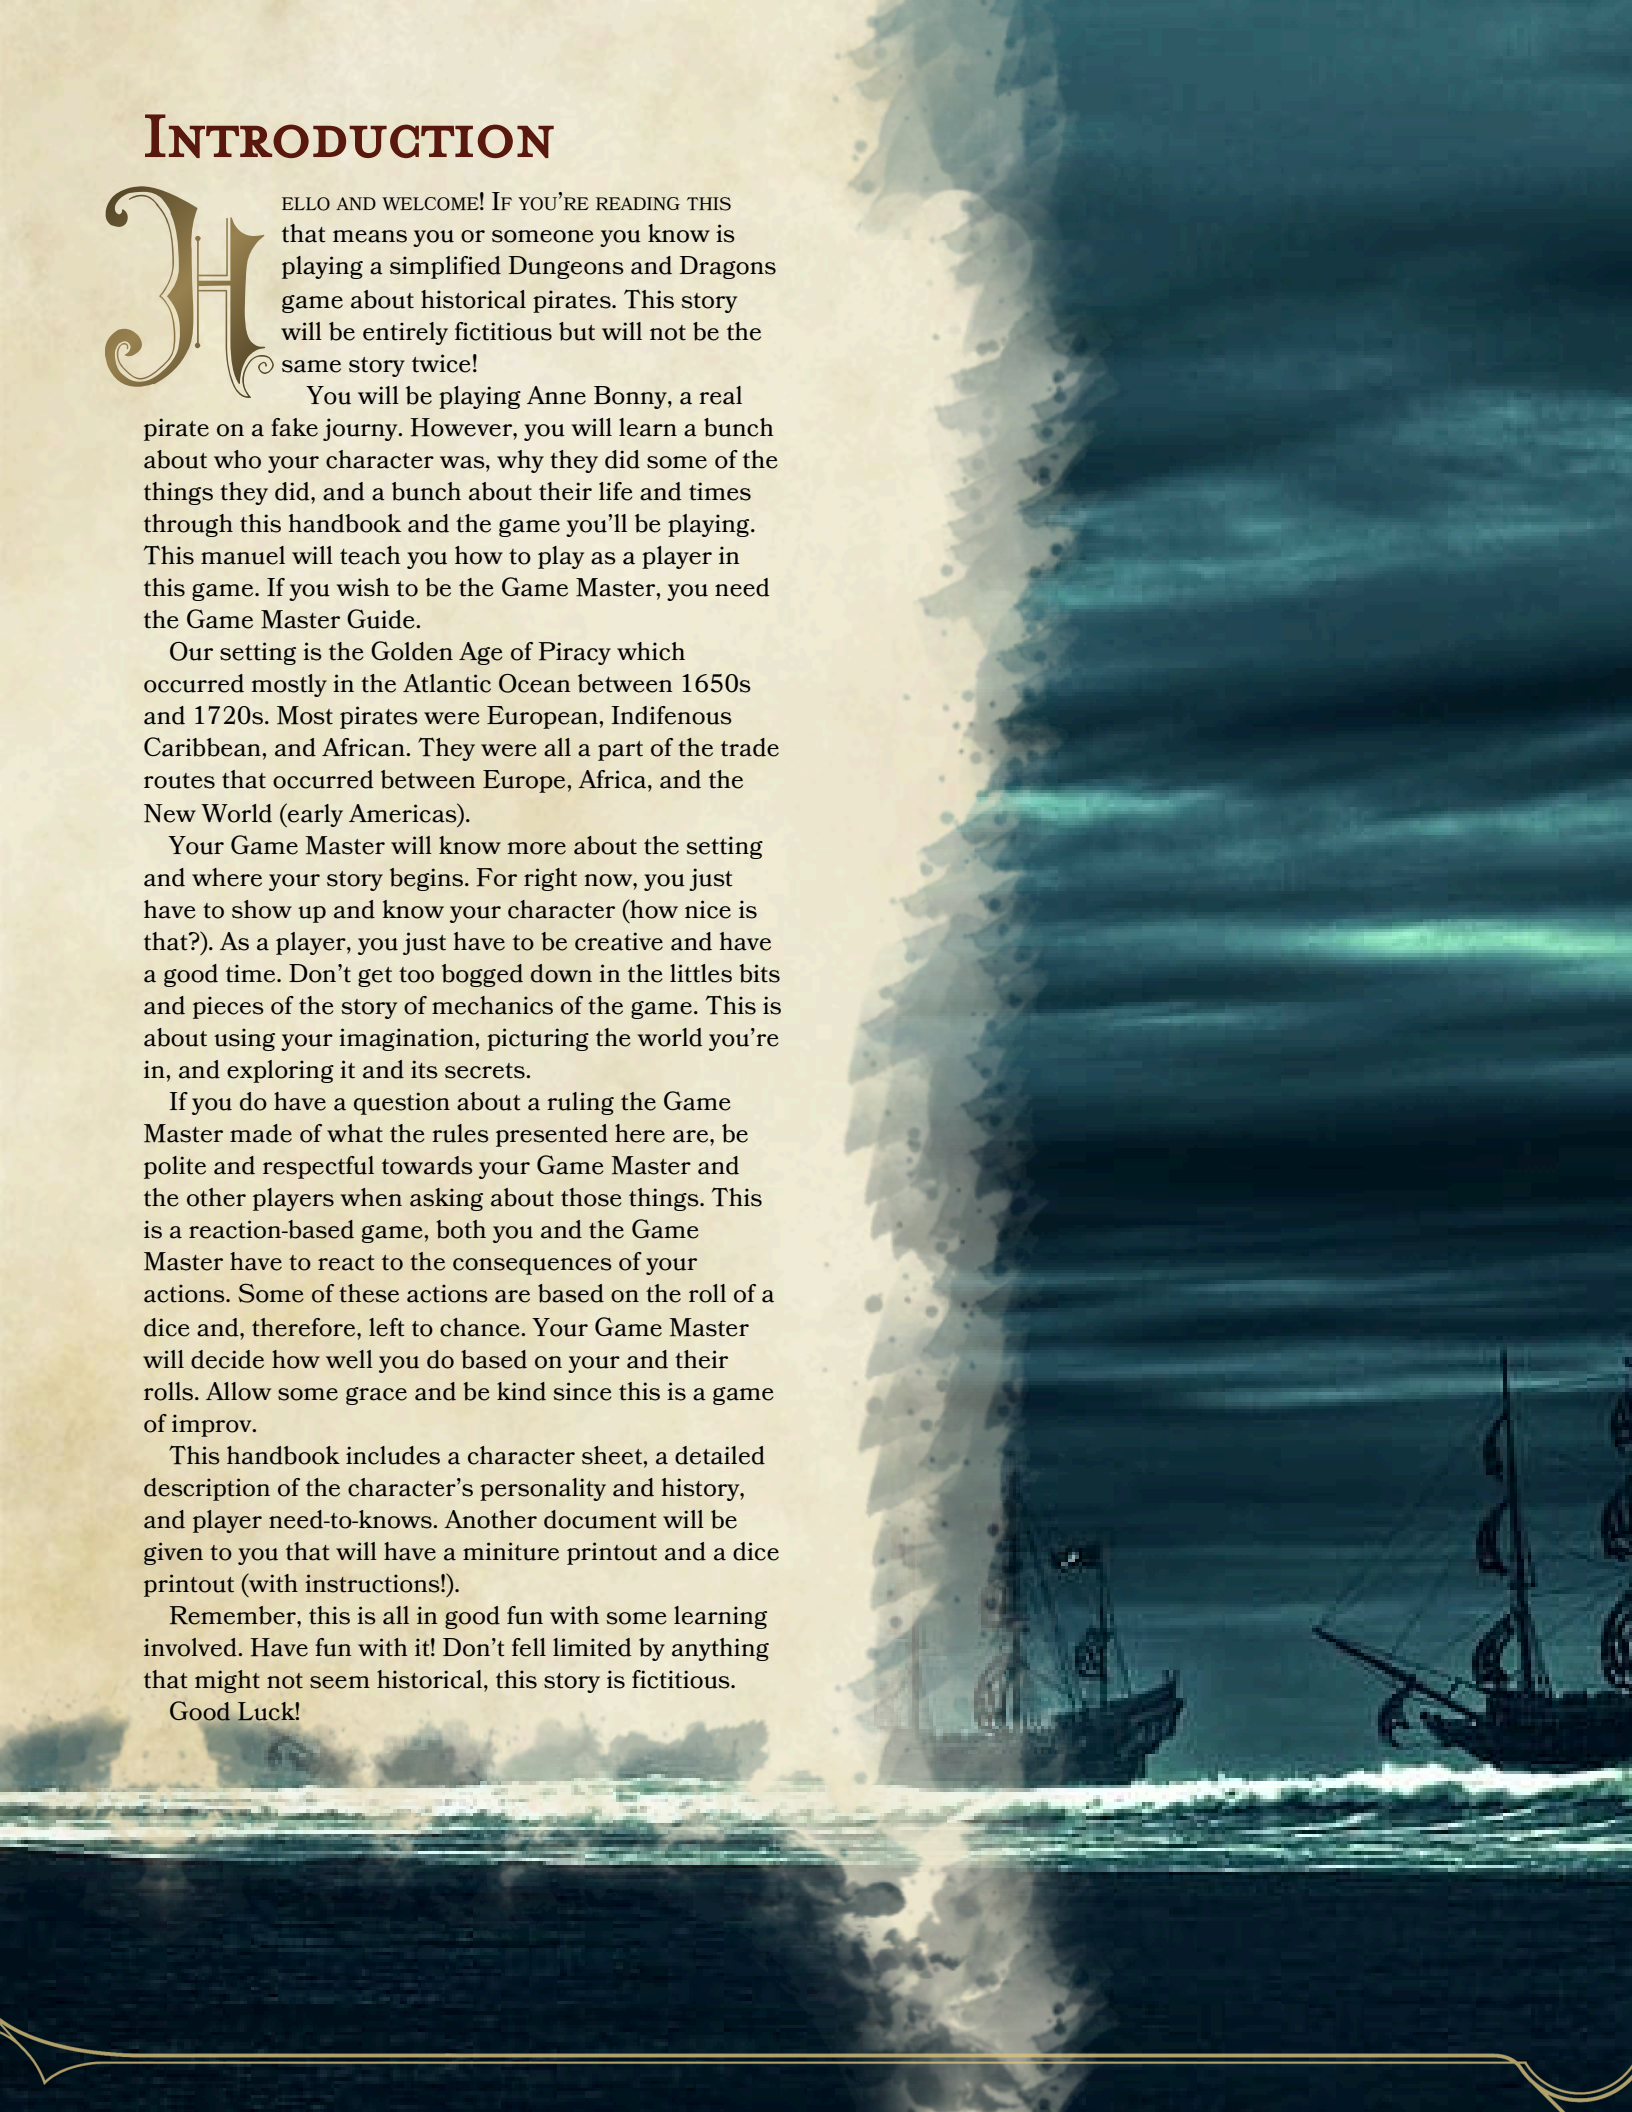 Introduction
Hello and welcome! If you're reading this
that means you or someone you know is
playing a simplified Dungeons and Dragons
game about historical pirates. This story
will be entirely fictitious but will not be the
same story twice!
You will be playing Anne Bonny, a real
pirate on a fake journy. However, you will learn a bunch
about who your character was, why they did some of the
things they did, and a bunch about their life and times
through this handbook and the game you'll be playing.
This manuel will teach you how to play as a player in
this game. If you wish to be the Game Master, you need
the Game Master Guide.
Our setting is the Golden Age of Piracy which
occurred mostly in the Atlantic Ocean between 1650s
and 1720s. Most pirates were European, Indifenous
Caribbean, and African. They were all a part of the trade
routes that occurred between Europe, Africa, and the
New World (early Americas).
Your Game Master will know more about the setting
and where your story begins. For right now, you just
have to show up and know your character (how nice is
that?). As a player, you just have to be creative and have
a good time. Don't get too bogged down in the littles bits
and pieces of the story of mechanics of the game. This is
about using your imagination, picturing the world you're
in, and exploring it and its secrets.
If you do have a question about a ruling the Game
Master made of what the rules presented here are, be
polite and respectful towards your Game Master and
the other players when asking about those things. This
is a reaction-based game, both you and the Game
Master have to react to the consequences of your
actions. Some of these actions are based on the roll of a
dice and, therefore, left to chance. Your Game Master
will decide how well you do based on your and their
rolls. Allow some grace and be kind since this is a game
of improv.
This handbook includes a character sheet, a detailed
description of the character's personality and history,
and player need-to-knows. Another document will be
given to you that will have a miniture printout and a dice
printout (with instructions!).
Remember, this is all in good fun with some learning
involved. Have fun with it! Don't fell limited by anything
that might not seem historical, this story is fictitious.
Good Luck!